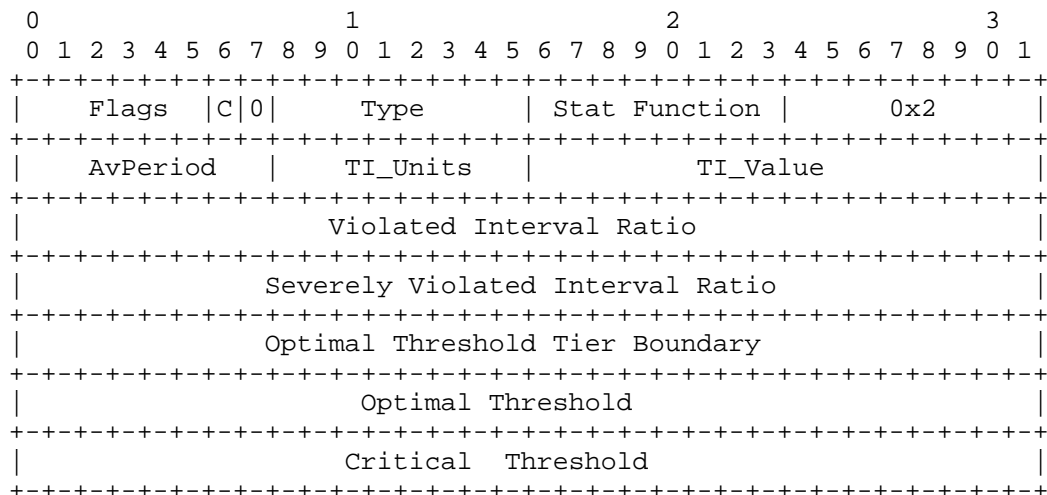 0                   1                   2                   3
 0 1 2 3 4 5 6 7 8 9 0 1 2 3 4 5 6 7 8 9 0 1 2 3 4 5 6 7 8 9 0 1
+-+-+-+-+-+-+-+-+-+-+-+-+-+-+-+-+-+-+-+-+-+-+-+-+-+-+-+-+-+-+-+-+
|    Flags  |C|0|     Type      | Stat Function |      0x2      |
+-+-+-+-+-+-+-+-+-+-+-+-+-+-+-+-+-+-+-+-+-+-+-+-+-+-+-+-+-+-+-+-+
|    AvPeriod   |    TI_Units   |          TI_Value             |
+-+-+-+-+-+-+-+-+-+-+-+-+-+-+-+-+-+-+-+-+-+-+-+-+-+-+-+-+-+-+-+-+
|                   Violated Interval Ratio                     |
+-+-+-+-+-+-+-+-+-+-+-+-+-+-+-+-+-+-+-+-+-+-+-+-+-+-+-+-+-+-+-+-+
|               Severely Violated Interval Ratio                |
+-+-+-+-+-+-+-+-+-+-+-+-+-+-+-+-+-+-+-+-+-+-+-+-+-+-+-+-+-+-+-+-+
|               Optimal Threshold Tier Boundary                 |
+-+-+-+-+-+-+-+-+-+-+-+-+-+-+-+-+-+-+-+-+-+-+-+-+-+-+-+-+-+-+-+-+
|                     Optimal Threshold                         |
+-+-+-+-+-+-+-+-+-+-+-+-+-+-+-+-+-+-+-+-+-+-+-+-+-+-+-+-+-+-+-+-+
|                    Critical  Threshold                        |
+-+-+-+-+-+-+-+-+-+-+-+-+-+-+-+-+-+-+-+-+-+-+-+-+-+-+-+-+-+-+-+-+